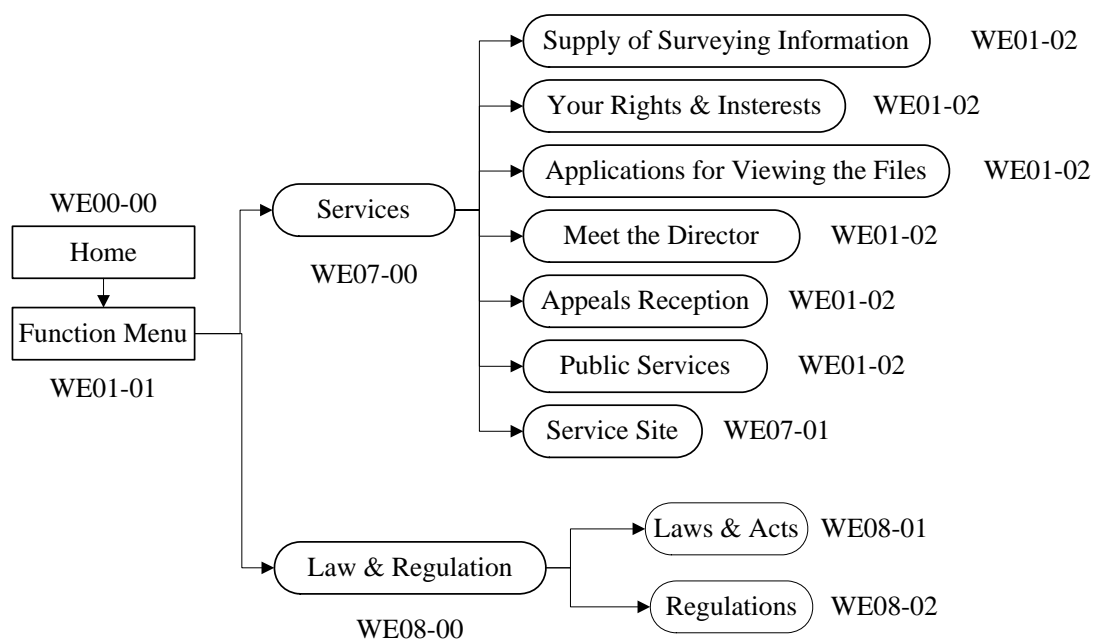 Supply of Surveying Information WE01-02
Your Rights & Insterests WE01-02
Applications for Viewing the Files WE01-02
WE00-00
Services
Home
Meet the Director WE01-02
WE07-00
Appeals Reception WE01-02
Function Menu
Public Services WE01-02
WE01-01
Service Site WE07-01
Laws & Acts WE08-01
Law & Regulation
Regulations WE08-02
WE08-00